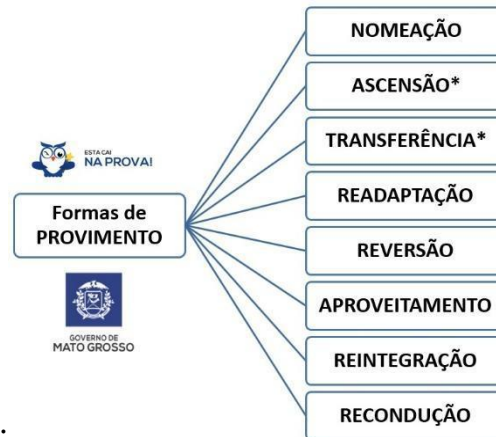 NOMEAÇÃO
ASCENSÃO*
TRANSFERÊNCIA*
READAPTAÇÃO
REVERSÃO
APROVEITAMENTO
REINTEGRAÇÃO
RECONDUÇÃO
ESTA CAI
NA PROVA!
Formas de
PROVIMENTO
GOVERNO DE
MATO GROSSO
.